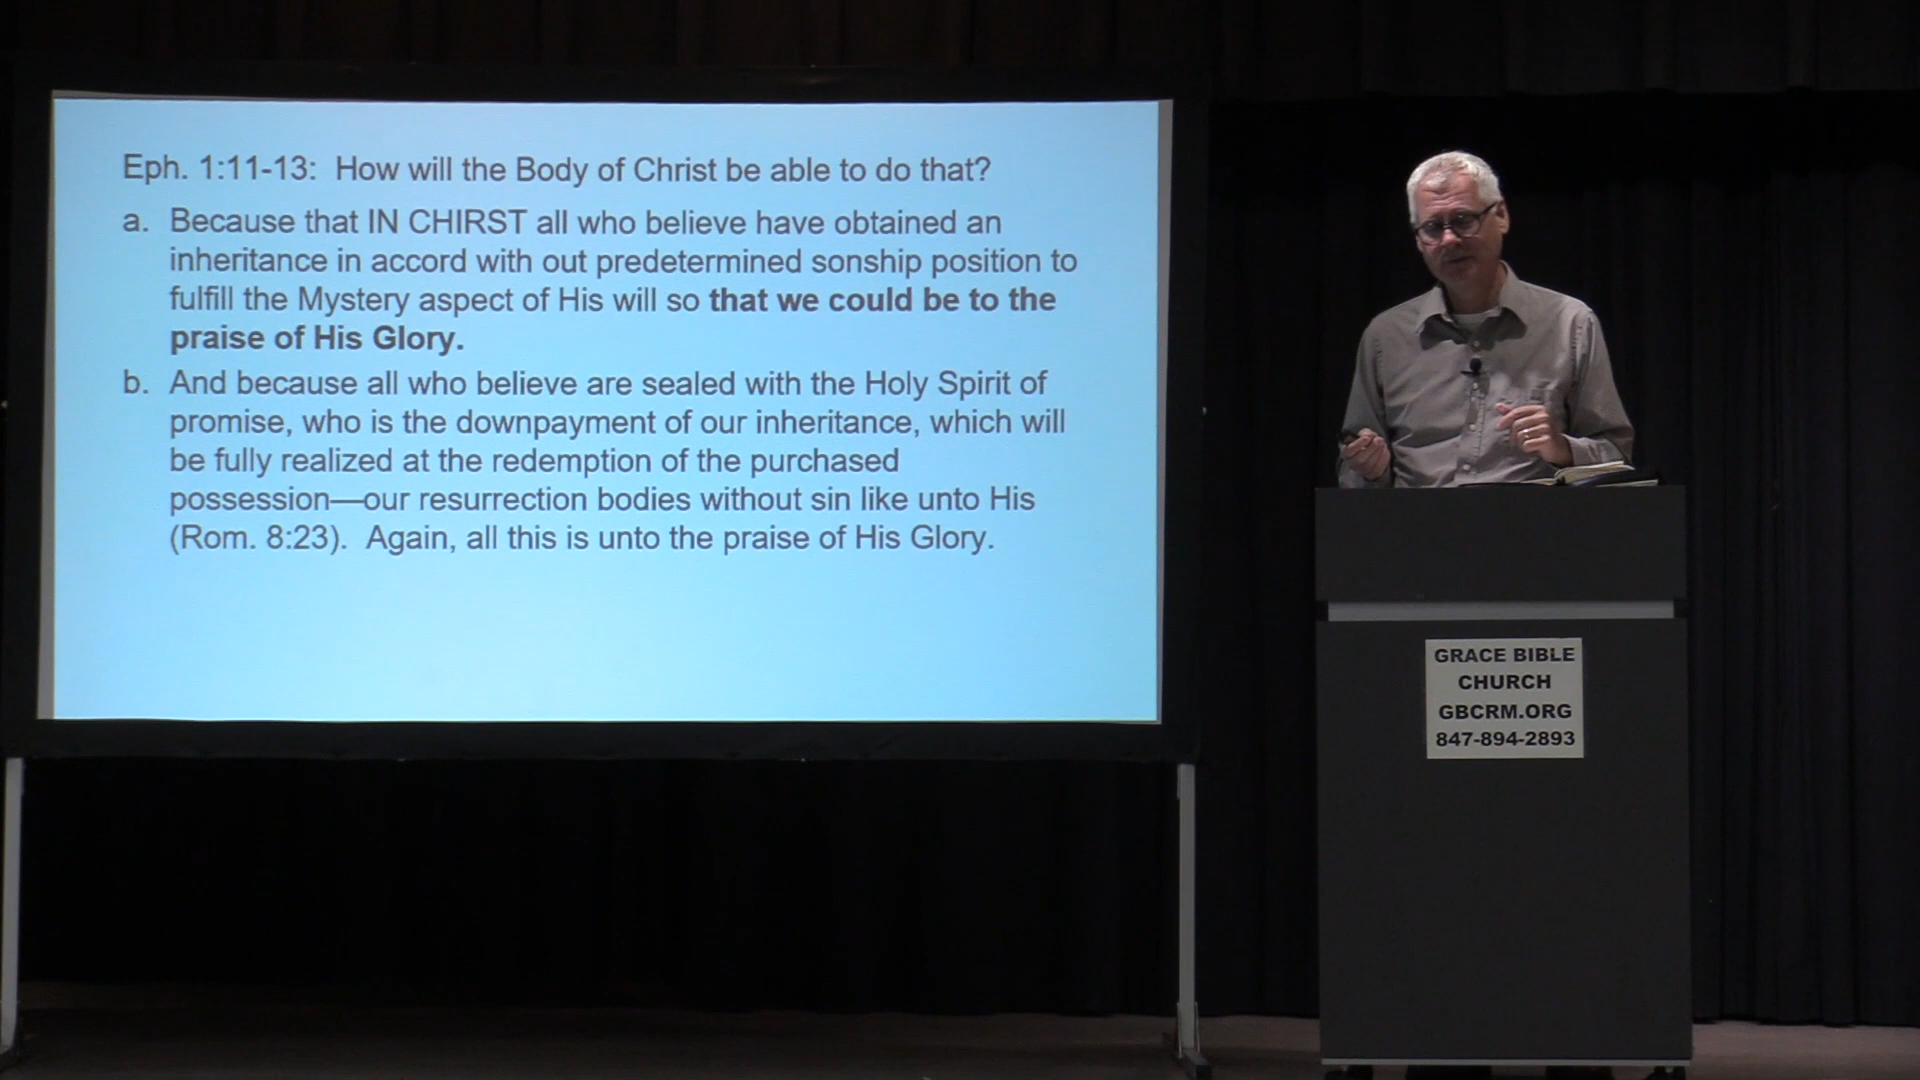 Eph. 1:11-13: How will the Body of Christ be able to do that?
a. Because that IN CHIRST all who believe have obtained an
inheritance in accord with out predetermined sonship position to
fulfill the Mystery aspect of His will so that we could be to the
praise of His Glory.
b. And because all who believe are sealed with the Holy Spirit of
promise, who is the downpayment of our inheritance, which will
be fully realized at the redemption of the purchased
possession—our resurrection bodies without sin like unto His
(Rom. 8:23). Again, all this is unto the praise of His Glory.
GRACE BIBLE
CHURCH
GBCRM.ORG
847-894-2893